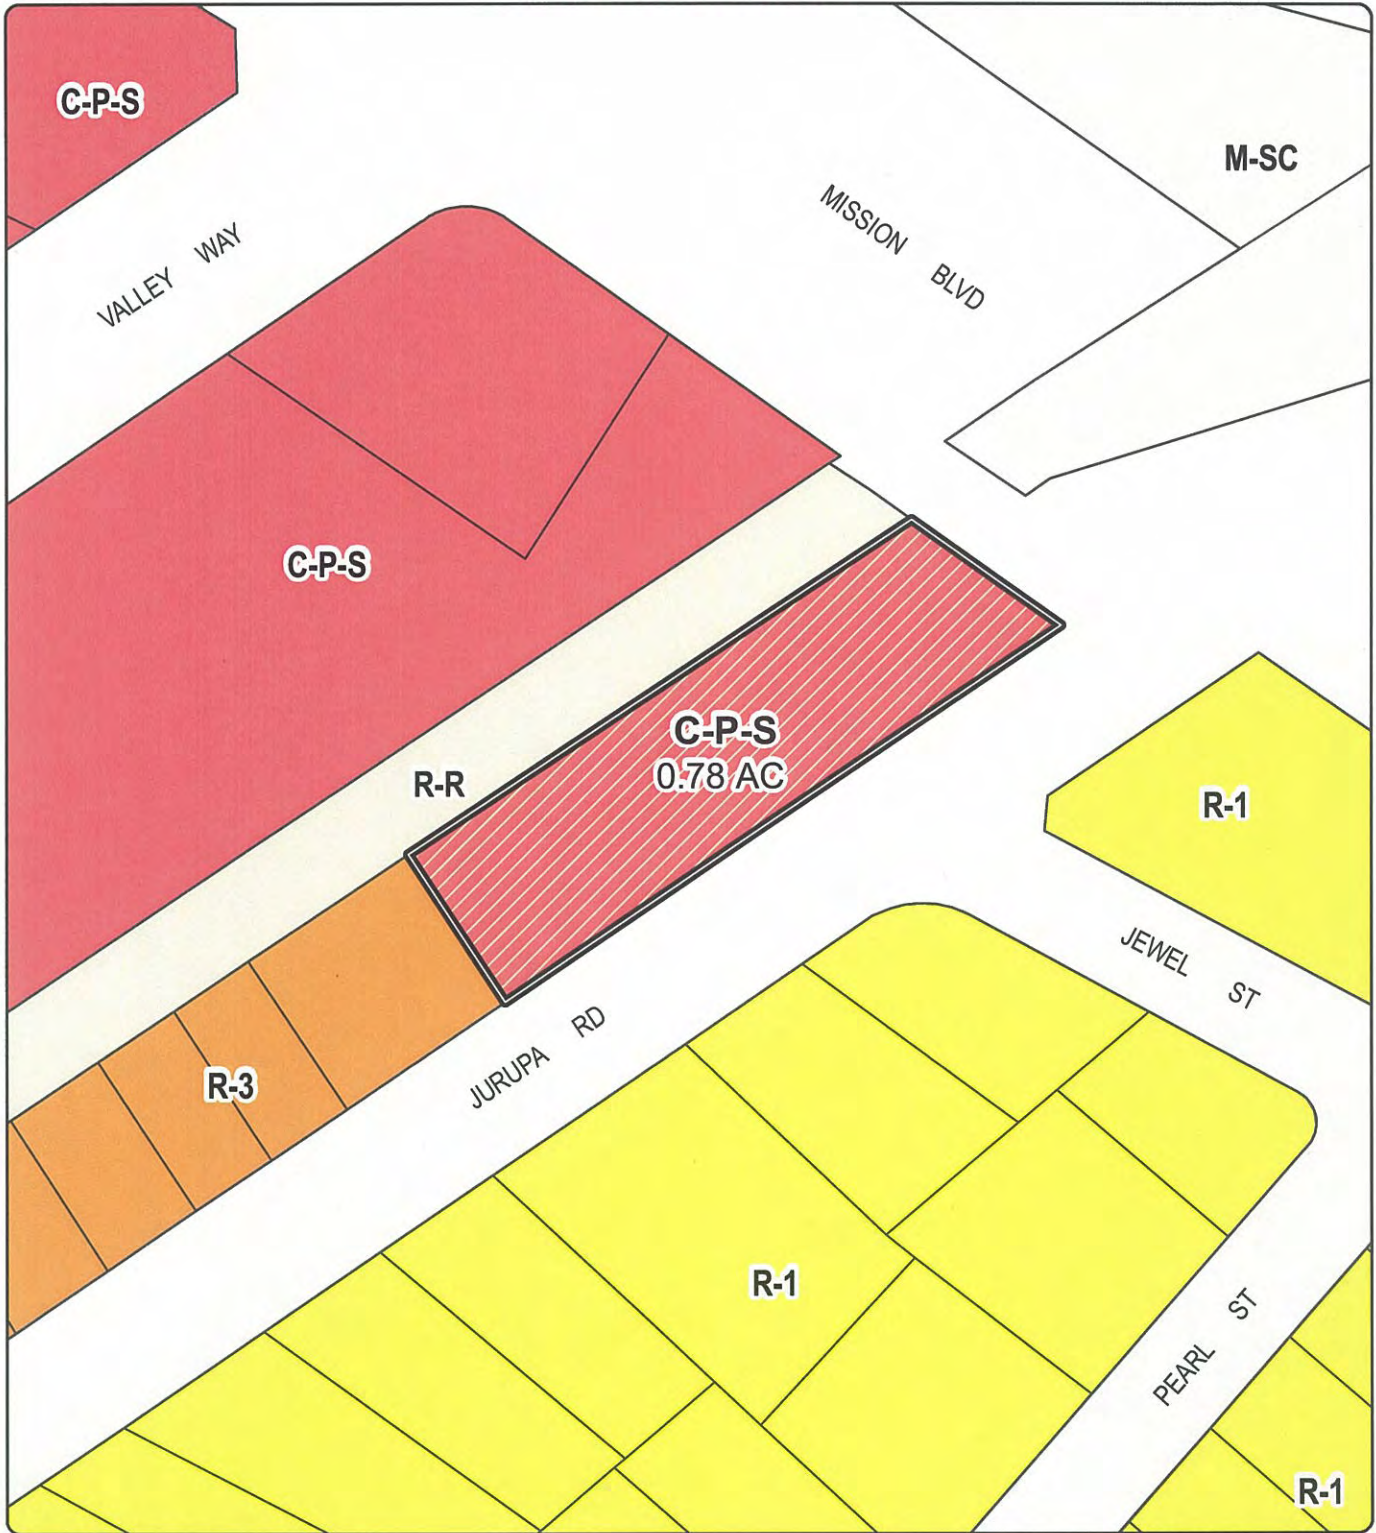 C-P-S
M-SC
VALLEY WAY
MISSION BLVD
C-P-S
C-P-S
0.78 AC
R-R
R-1
JEWEL ST
JURUPA RD
R-3
R-1
PEARL ST
R-1